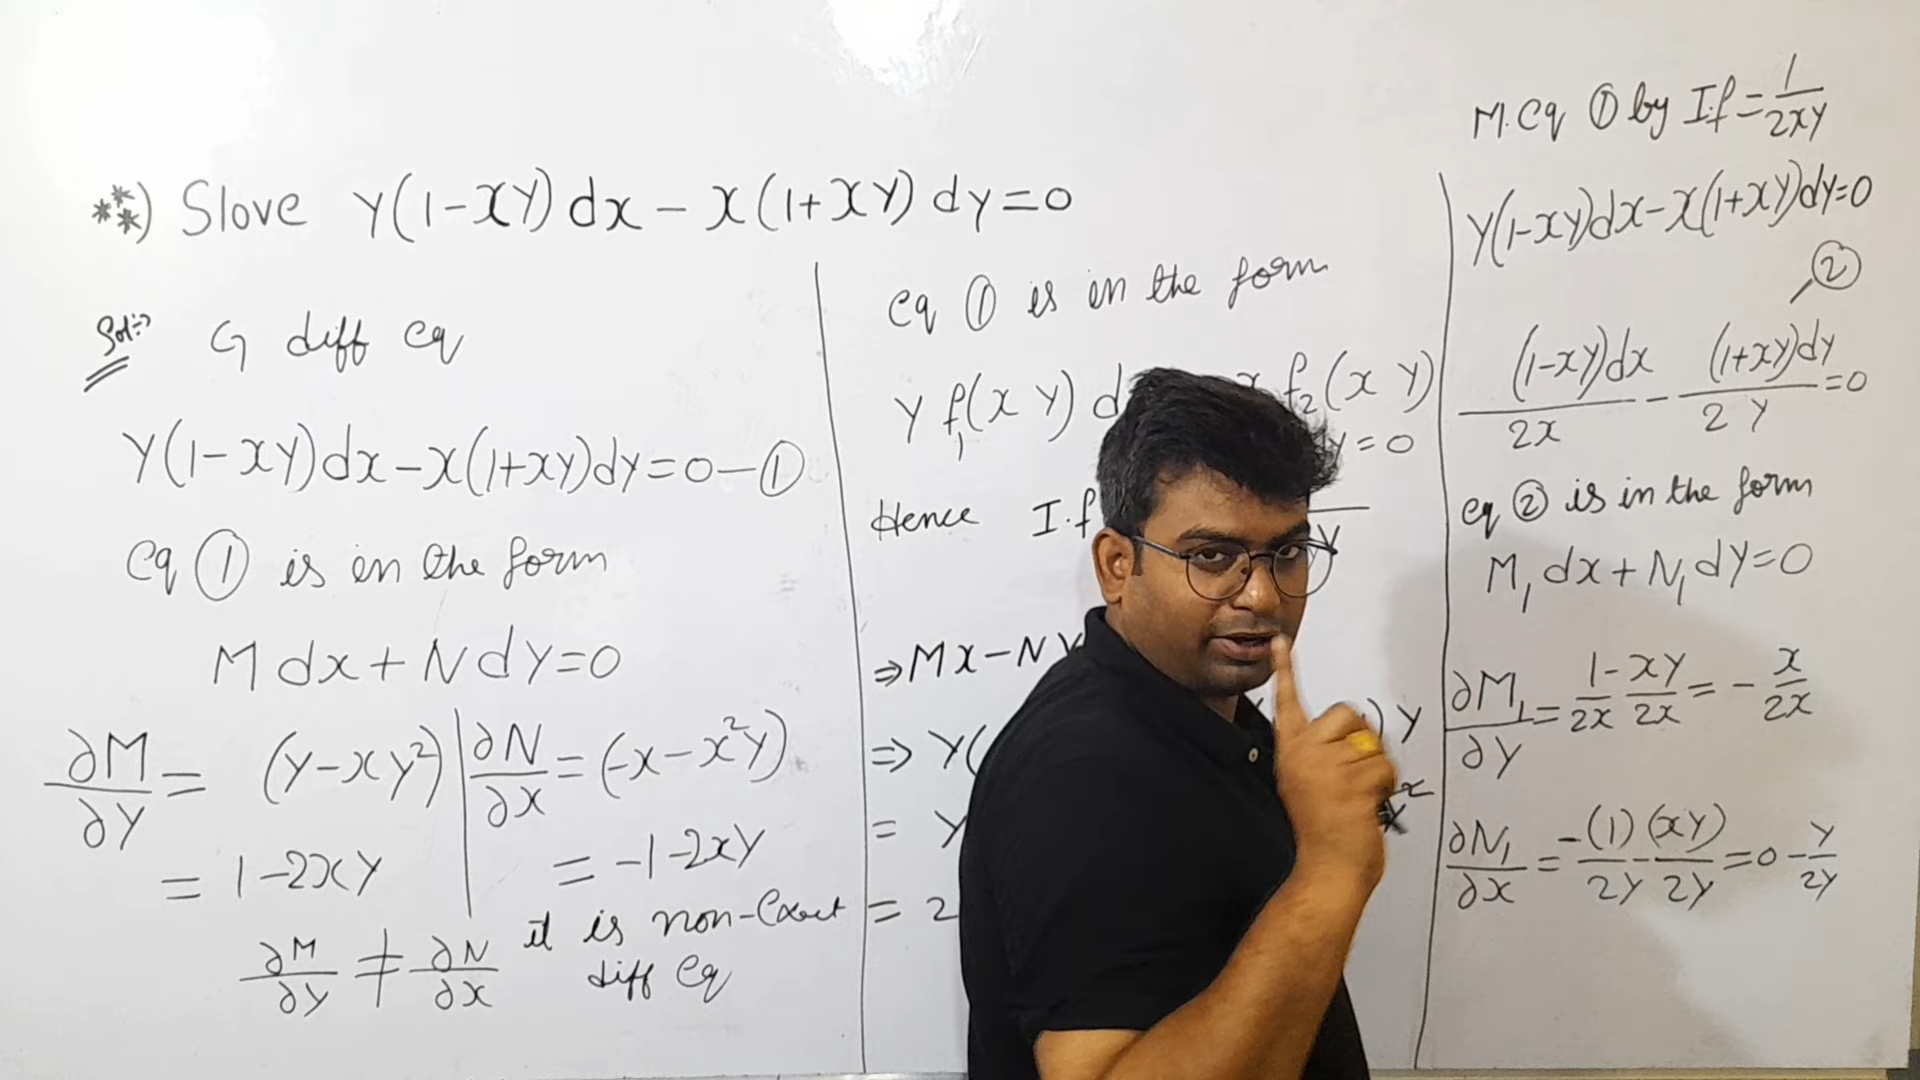 **) Slove y(1-xy)dx - x(1+xy)dy=0
Sol:-> G diff eq
y(1-xy)dx-x(1+xy)dy=0-①
eq ① is in the form
M dx + N dy=0
∂M/∂y = (y-xy²) | ∂N/∂x = (-x-x²y)
= 1-2xy | = -1-2xy
∂M/∂y ≠ ∂N/∂x it is non-Exact diff eq
eq ① is in the form
y f₁(xy) d x f₂(xy)
y=0
Hence I.f y
⇒ Mx-Ny
⇒ y( ) y
= y
= 2
M.eq ① by I.f = 1/2xy
y(1-xy)dx-x(1+xy)dy=0
②
(1-xy)dx/2x - (1+xy)dy/2y = 0
eq ② is in the form
M₁ dx + N₁ dy=0
∂M₁/∂y = 1/2x - xy/2x = - x/2x
∂N₁/∂x = -(1)/2y - (xy)/2y = 0 - y/2y